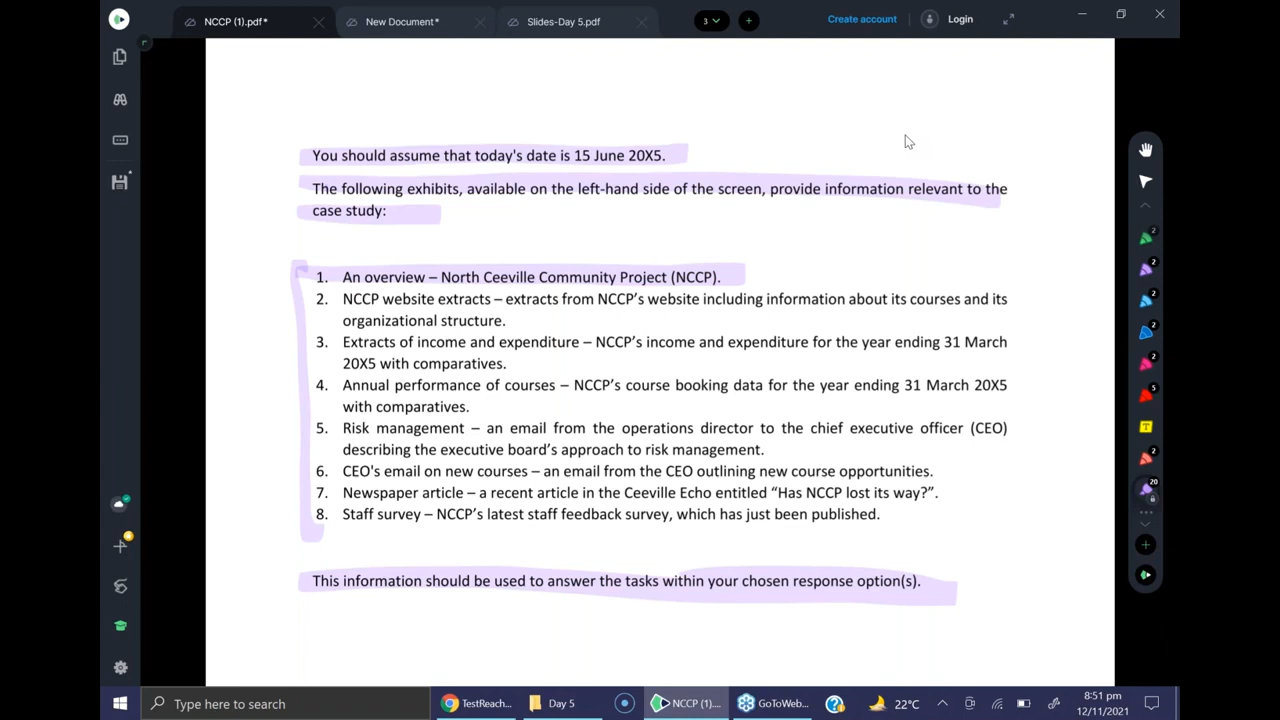 NCCP (1).pdf*
New Document*
Slides-Day 5.pdf
3
Create account
Login
You should assume that today's date is 15 June 20X5.
The following exhibits, available on the left-hand side of the screen, provide information relevant to the
case study:
1. An overview – North Ceeville Community Project (NCCP).
2. NCCP website extracts – extracts from NCCP's website including information about its courses and its
organizational structure.
3. Extracts of income and expenditure – NCCP's income and expenditure for the year ending 31 March
20X5 with comparatives.
4. Annual performance of courses – NCCP's course booking data for the year ending 31 March 20X5
with comparatives.
5. Risk management – an email from the operations director to the chief executive officer (CEO)
describing the executive board's approach to risk management.
6. CEO's email on new courses – an email from the CEO outlining new course opportunities.
7. Newspaper article – a recent article in the Ceeville Echo entitled "Has NCCP lost its way?".
8. Staff survey – NCCP's latest staff feedback survey, which has just been published.
This information should be used to answer the tasks within your chosen response option(s).
2
2
2
2
2
5
T
2
20
Type here to search
TestReach...
Day 5
NCCP (1)....
GoToWeb...
22°C
8:51 pm
12/11/2021